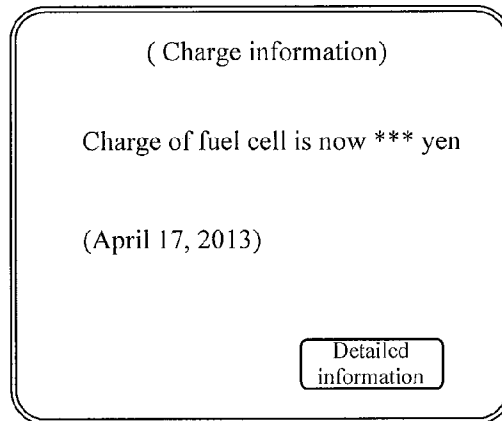 ( Charge information)
Charge of fuel cell is now *** yen
(April 17, 2013)
Detailed
information